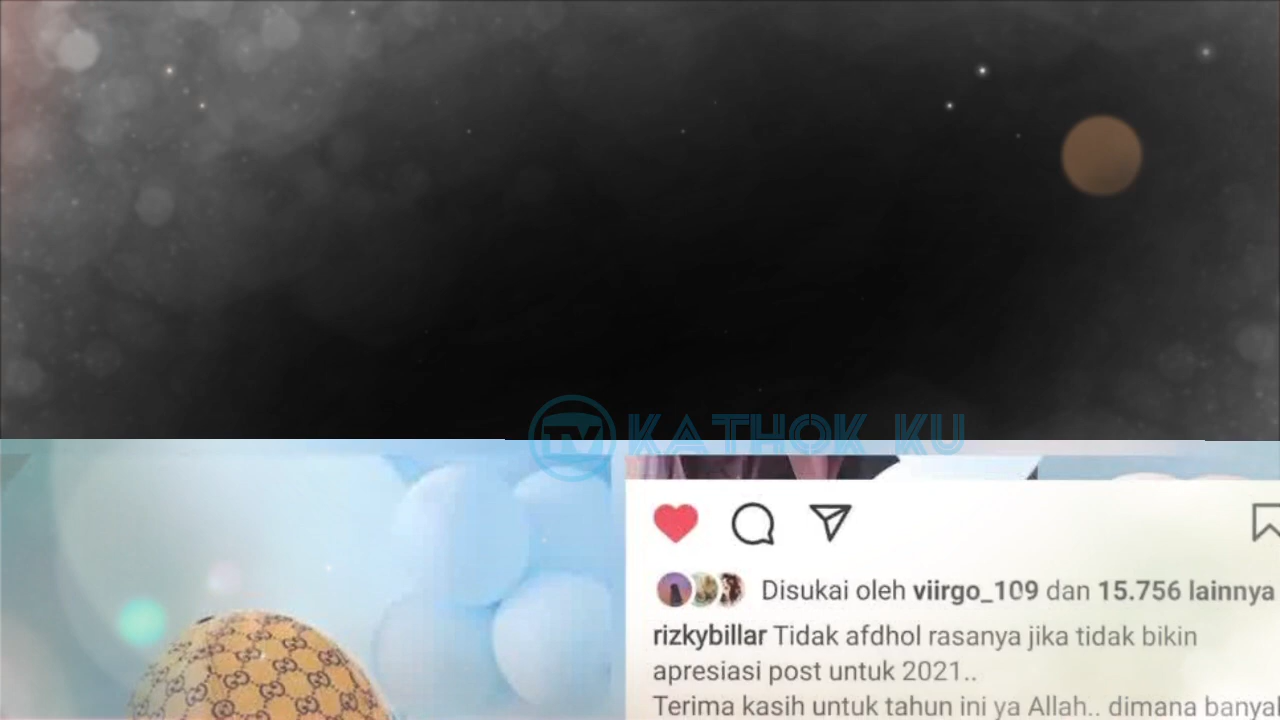 TV KATHOK KU
Disukai oleh viirgo_109 dan 15.756 lainnya
rizkybillar Tidak afdhol rasanya jika tidak bikin
apresiasi post untuk 2021..
Terima kasih untuk tahun ini ya Allah.. dimana banyak